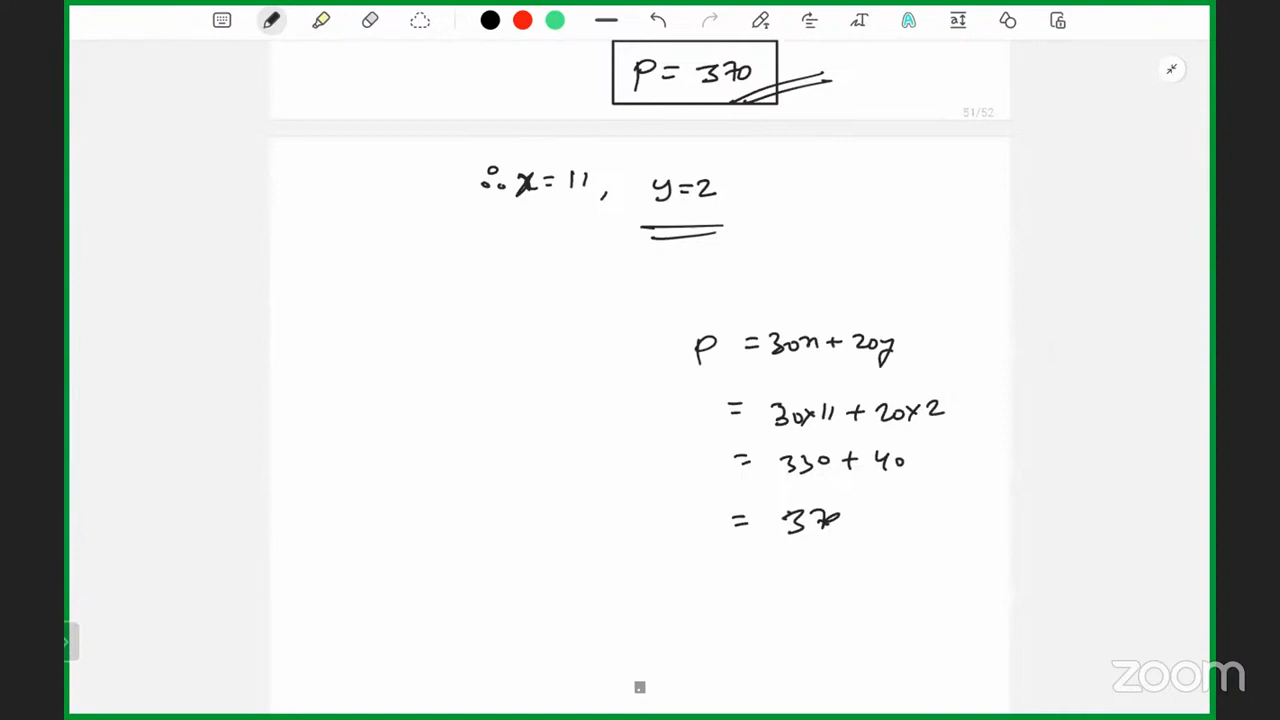 P = 370
51/52
∴ x = 11, y = 2
P = 30x + 20y
= 30×11 + 20×2
= 330 + 40
= 370
zoom